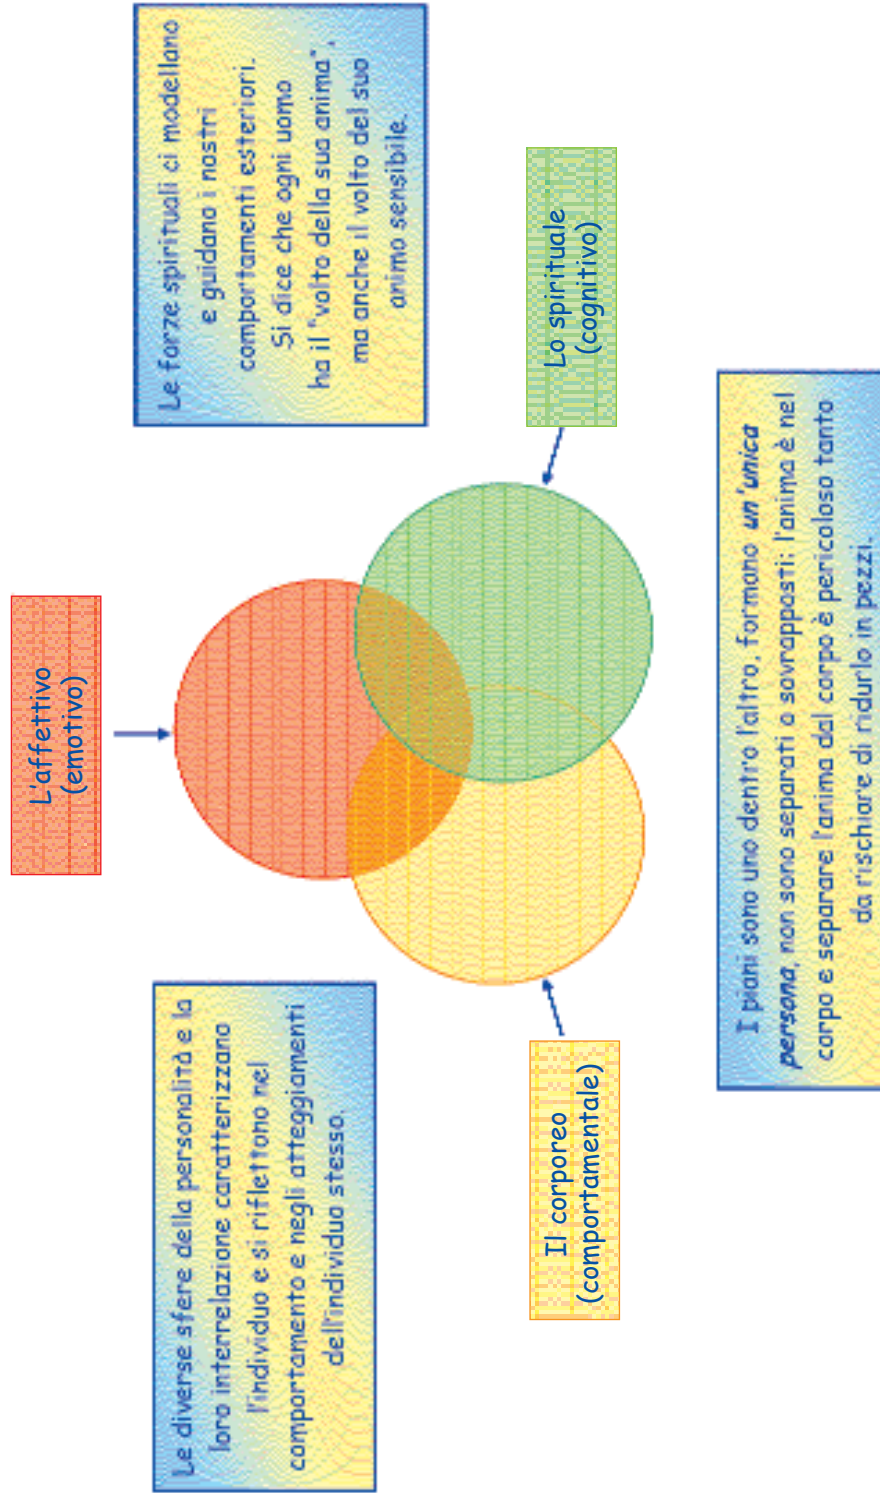 L'affettivo
(emotivo)
Le diverse sfere della personalità e la
loro interrelazione caratterizzano
l'individuo e si riflettono nel
comportamento e negli atteggiamenti
dell'individuo stesso.
Le forze spirituali ci modellano
e guidano i nostri
comportamenti esteriori.
Si dice che ogni uomo
ha il "volto della sua anima",
ma anche il volto del suo
animo sensibile.
Il corporeo
(comportamentale)
Lo spirituale
(cognitivo)
I piani sono uno dentro l'altro, formano un'unica
persona, non sono separati o sovrapposti: l'anima è nel
corpo e separare l'anima dal corpo è pericoloso tanto
da rischiare di ridurlo in pezzi.